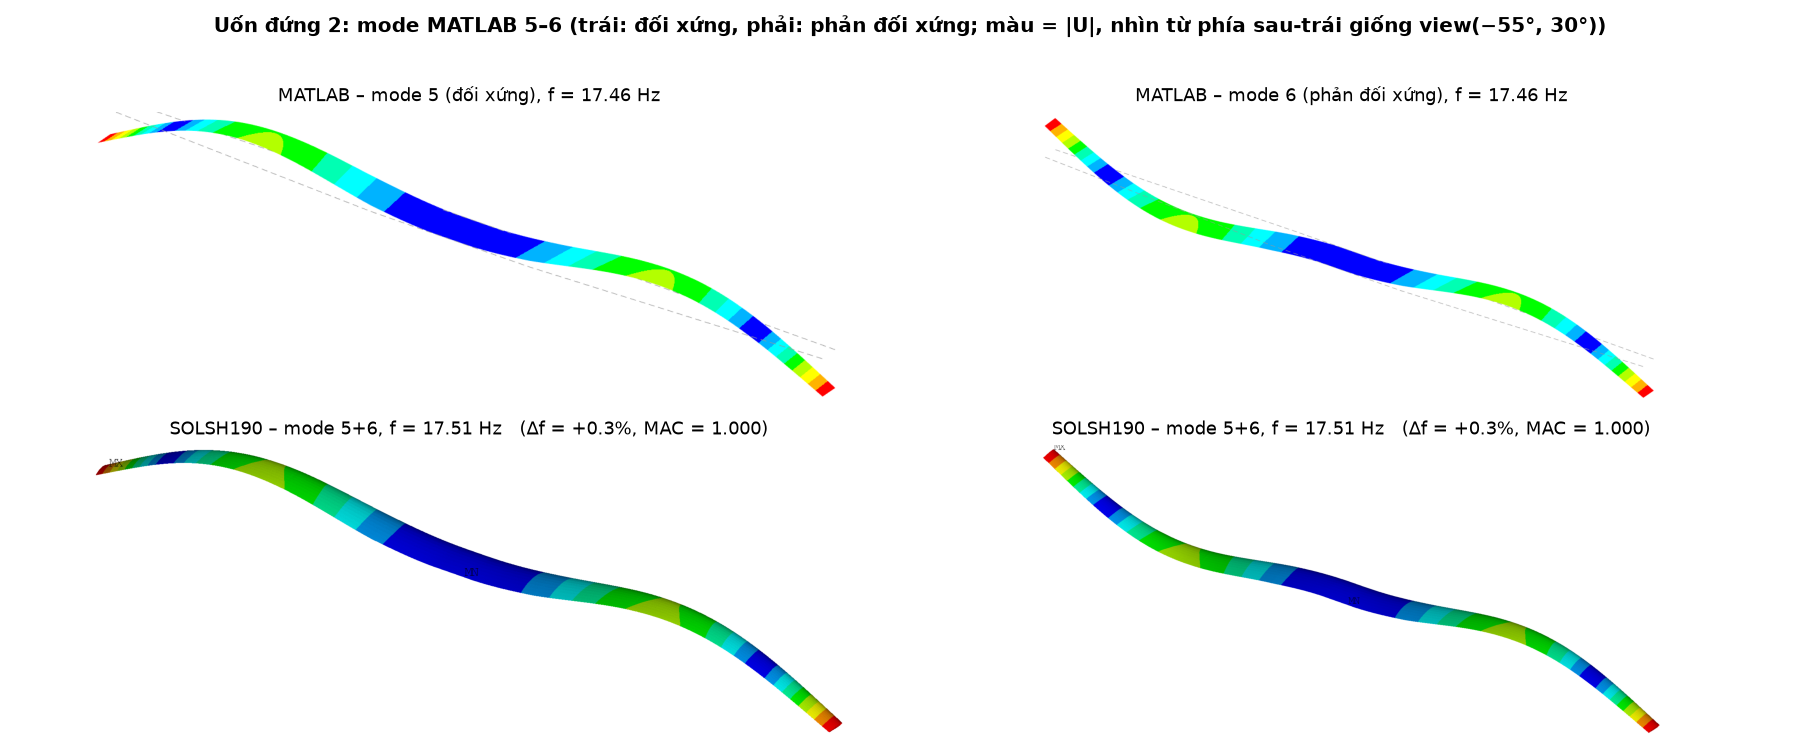 Uốn đứng 2: mode MATLAB 5–6 (trái: đối xứng, phải: phản đối xứng; màu = |U|, nhìn từ phía sau-trái giống view(−55°, 30°))
MATLAB – mode 5 (đối xứng), f = 17.46 Hz
MATLAB – mode 6 (phản đối xứng), f = 17.46 Hz
SOLSH190 – mode 5+6, f = 17.51 Hz   (Δf = +0.3%, MAC = 1.000)
SOLSH190 – mode 5+6, f = 17.51 Hz   (Δf = +0.3%, MAC = 1.000)
MX